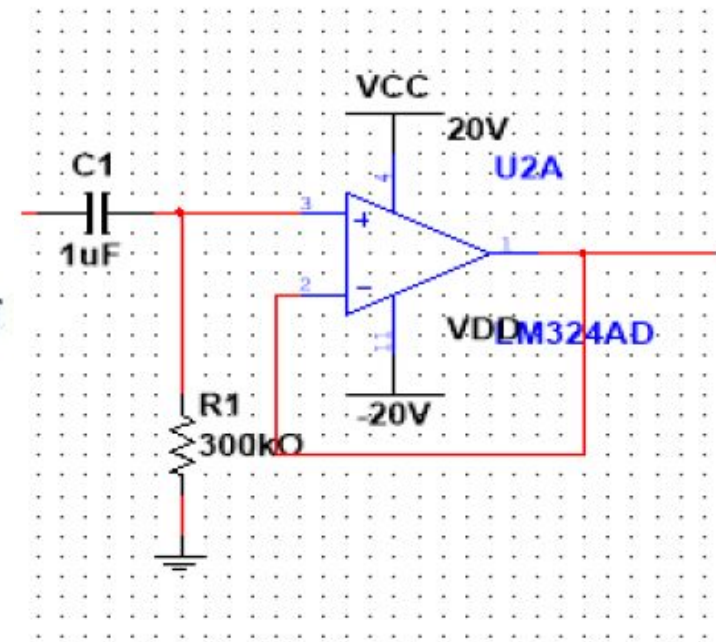 VCC
20V
C1
U2A
4
3
1
1uF
2
11
VDD
LM324AD
R1
-20V
300kΩ